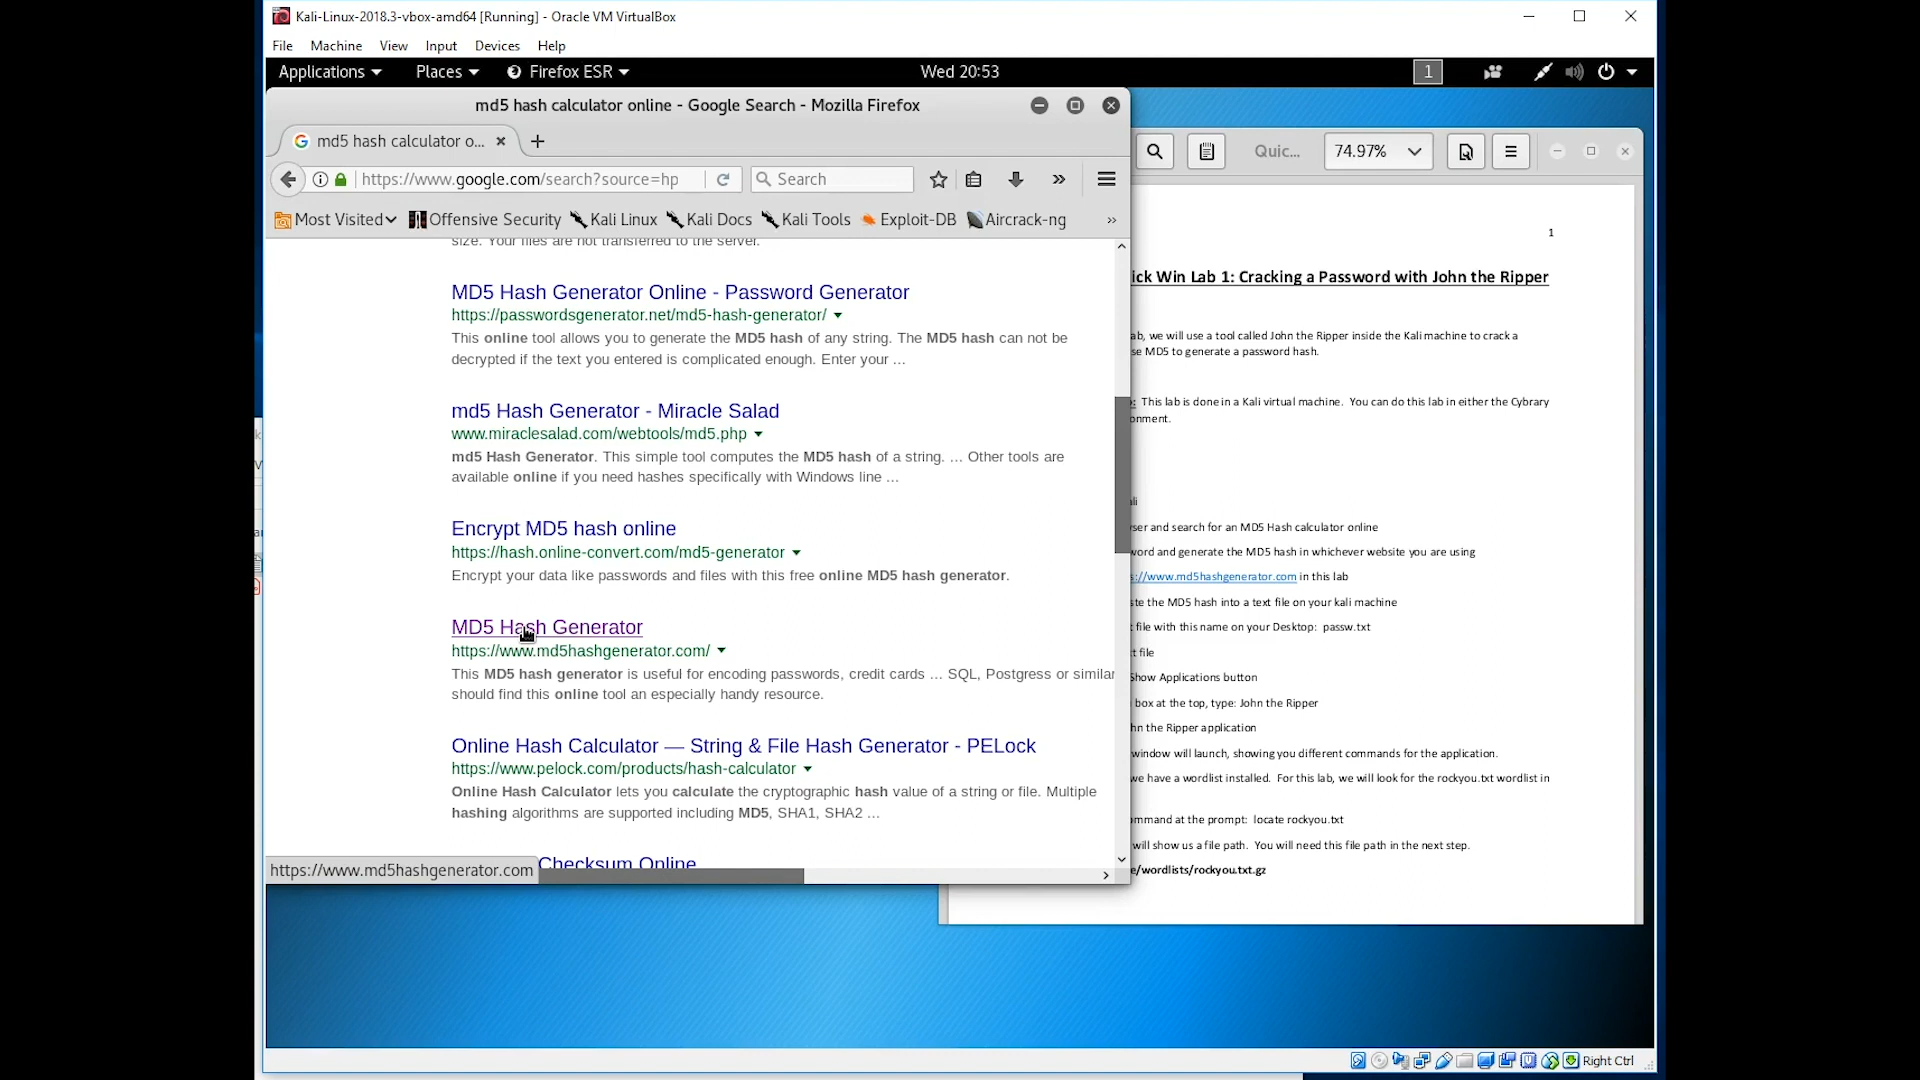 Kali-Linux-2018.3-vbox-amd64 [Running] - Oracle VM VirtualBox
File Machine View Input Devices Help
Applications Places Firefox ESR Wed 20:53 1
md5 hash calculator online - Google Search - Mozilla Firefox
md5 hash calculator o...
https://www.google.com/search?source=hp Search
Most Visited Offensive Security Kali Linux Kali Docs Kali Tools Exploit-DB Aircrack-ng
size. Your files are not transferred to the server.
MD5 Hash Generator Online - Password Generator
https://passwordsgenerator.net/md5-hash-generator/
This online tool allows you to generate the MD5 hash of any string. The MD5 hash can not be
decrypted if the text you entered is complicated enough. Enter your ...
md5 Hash Generator - Miracle Salad
www.miraclesalad.com/webtools/md5.php
md5 Hash Generator. This simple tool computes the MD5 hash of a string. ... Other tools are
available online if you need hashes specifically with Windows line ...
Encrypt MD5 hash online
https://hash.online-convert.com/md5-generator
Encrypt your data like passwords and files with this free online MD5 hash generator.
MD5 Hash Generator
https://www.md5hashgenerator.com/
This MD5 hash generator is useful for encoding passwords, credit cards ... SQL, Postgres or similar
should find this online tool an especially handy resource.
Online Hash Calculator — String & File Hash Generator - PELock
https://www.pelock.com/products/hash-calculator
Online Hash Calculator lets you calculate the cryptographic hash value of a string or file. Multiple
hashing algorithms are supported including MD5, SHA1, SHA2 ...
Checksum Online
https://www.md5hashgenerator.com
Quic... 74.97%
1
ick Win Lab 1: Cracking a Password with John the Ripper
ab, we will use a tool called John the Ripper inside the Kali machine to crack a
se MD5 to generate a password hash.
: This lab is done in a Kali virtual machine. You can do this lab in either the Cybrary
onment.
ali
ser and search for an MD5 Hash calculator online
word and generate the MD5 hash in whichever website you are using
s://www.md5hashgenerator.com in this lab
ste the MD5 hash into a text file on your kali machine
t file with this name on your Desktop: passw.txt
t file
Show Applications button
box at the top, type: John the Ripper
hn the Ripper application
window will launch, showing you different commands for the application.
we have a wordlist installed. For this lab, we will look for the rockyou.txt wordlist in
ommand at the prompt: locate rockyou.txt
will show us a file path. You will need this file path in the next step.
e/wordlists/rockyou.txt.gz
Right Ctrl